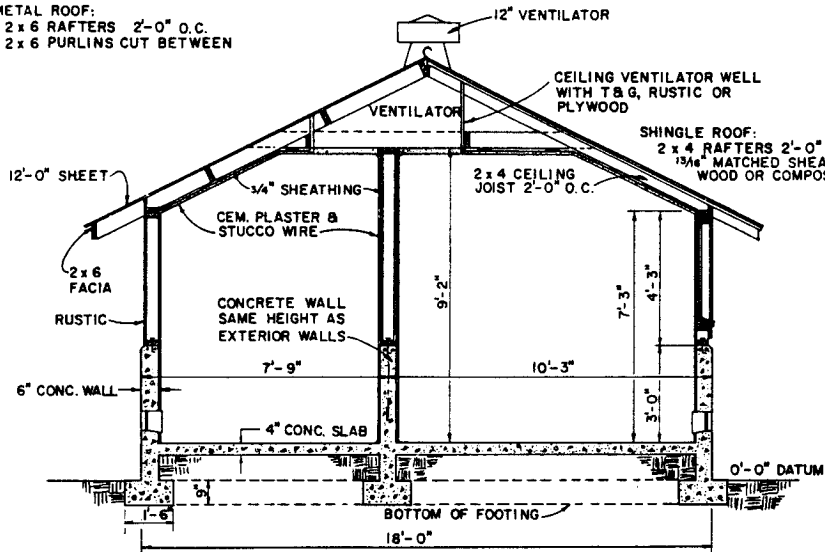 METAL ROOF:
2 x 6 RAFTERS 2'-0" O.C.
2 x 6 PURLINS CUT BETWEEN
12" VENTILATOR
CEILING VENTILATOR WELL
WITH T & G, RUSTIC OR
PLYWOOD
VENTILATOR
SHINGLE ROOF:
2 x 4 RAFTERS 2'-0"
13/16" MATCHED SHEA
WOOD OR COMPOS
12'-0" SHEET
3/4" SHEATHING
2 x 4 CEILING
JOIST 2'-0" O.C.
CEM. PLASTER &
STUCCO WIRE
2 x 6
FACIA
RUSTIC
CONCRETE WALL
SAME HEIGHT AS
EXTERIOR WALLS
9'-2"
7'-3"
4'-3"
7'-9"
10'-3"
6" CONC. WALL
3'-0"
4" CONC. SLAB
0'-0" DATUM
9"
1'-6"
BOTTOM OF FOOTING
18'-0"